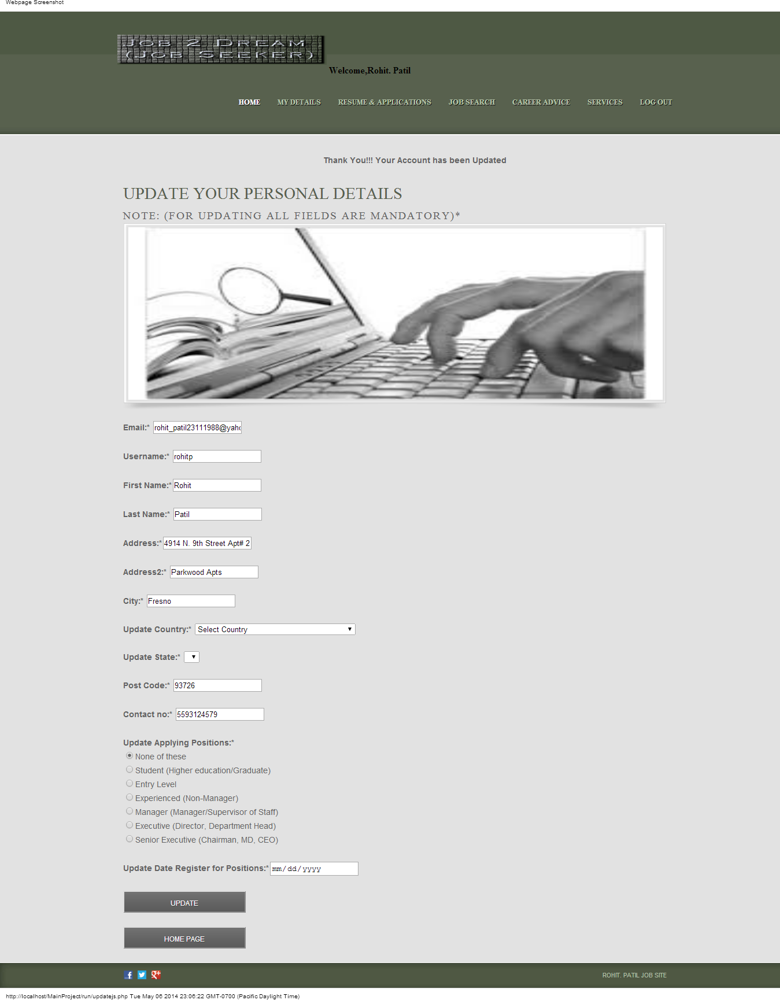 Webpage Screenshot
Job 2 Dream
(Job Seeker)
Welcome,Rohit. Patil
HOME MY DETAILS RESUME & APPLICATIONS JOB SEARCH CAREER ADVICE SERVICES LOG OUT
Thank You!!! Your Account has been Updated
UPDATE YOUR PERSONAL DETAILS
NOTE: (FOR UPDATING ALL FIELDS ARE MANDATORY)*
Email:* rohit_patil23111988@yaho
Username:* rohitp
First Name:* Rohit
Last Name:* Patil
Address:* 4914 N. 9th Street Apt# 2
Address2:* Parkwood Apts
City:* Fresno
Update Country:* Select Country
Update State:*
Post Code:* 93726
Contact no:* 5593124579
Update Applying Positions:*
None of these
Student (Higher education/Graduate)
Entry Level
Experienced (Non-Manager)
Manager (Manager/Supervisor of Staff)
Executive (Director, Department Head)
Senior Executive (Chairman, MD, CEO)
Update Date Register for Positions:* mm/dd/yyyy
UPDATE
HOME PAGE
ROHIT. PATIL JOB SITE
http://localhost/MainProject/run/updatejs.php Tue May 06 2014 23:06:22 GMT-0700 (Pacific Daylight Time)